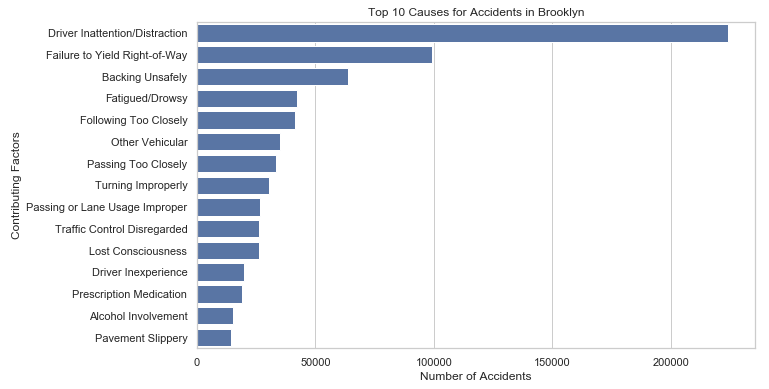 Top 10 Causes for Accidents in Brooklyn
Contributing Factors
Driver Inattention/Distraction
Failure to Yield Right-of-Way
Backing Unsafely
Fatigued/Drowsy
Following Too Closely
Other Vehicular
Passing Too Closely
Turning Improperly
Passing or Lane Usage Improper
Traffic Control Disregarded
Lost Consciousness
Driver Inexperience
Prescription Medication
Alcohol Involvement
Pavement Slippery
0 50000 100000 150000 200000
Number of Accidents